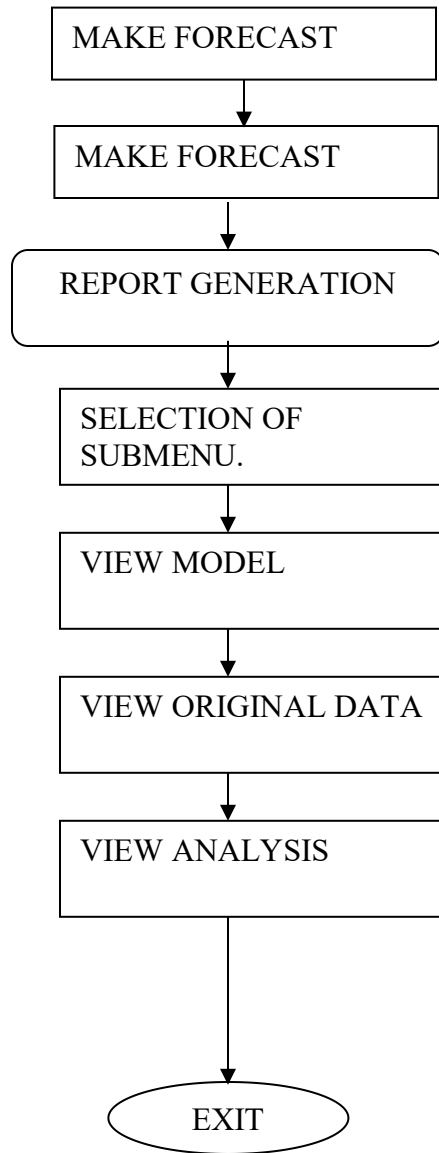 MAKE FORECAST
MAKE FORECAST
REPORT GENERATION
SELECTION OF
SUBMENU.
VIEW MODEL
VIEW ORIGINAL DATA
VIEW ANALYSIS
EXIT